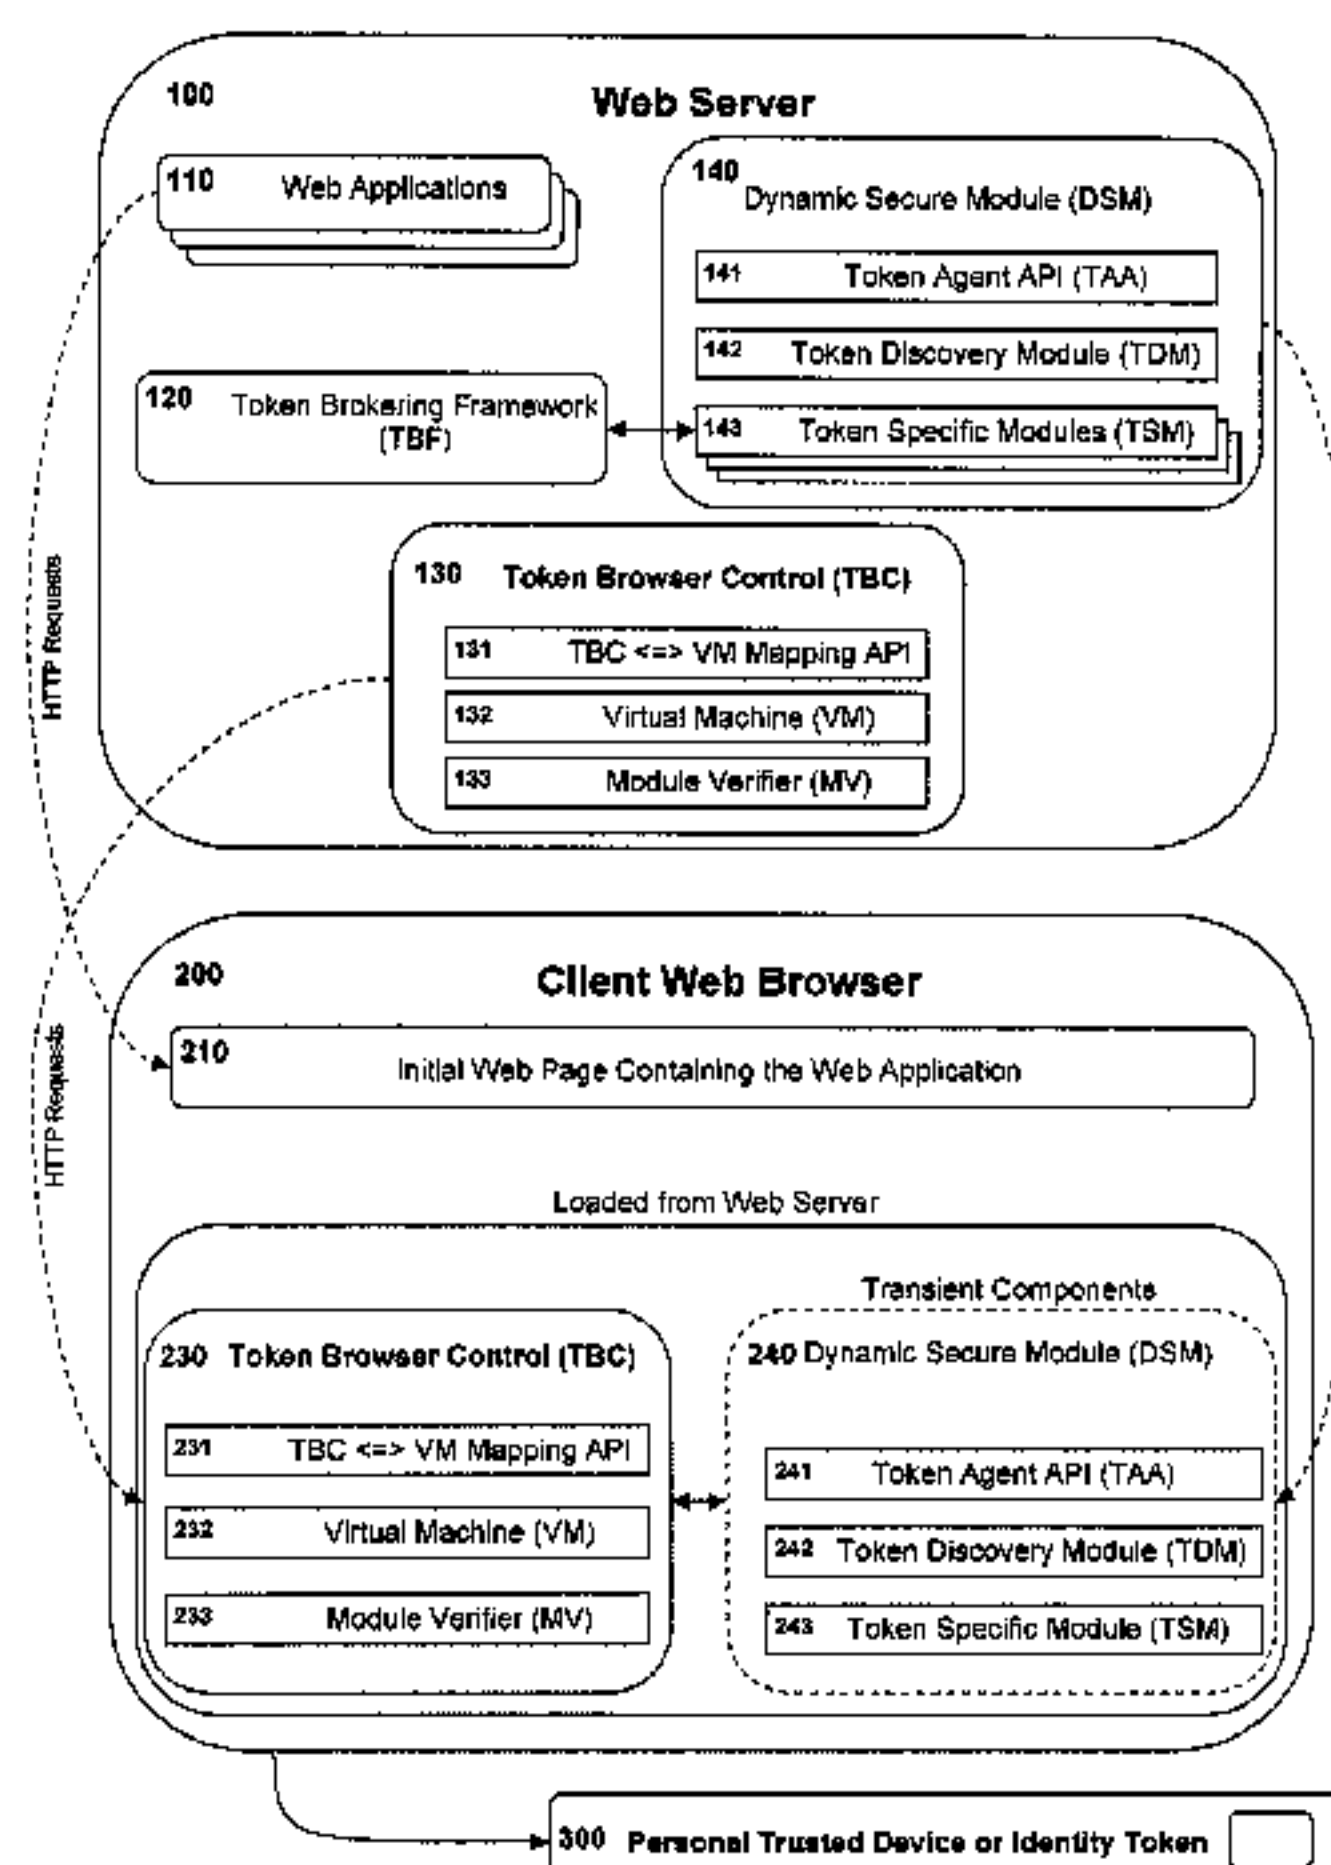 100 Web Server
110 Web Applications
140
Dynamic Secure Module (DSM)
141 Token Agent API (TAA)
142 Token Discovery Module (TDM)
120 Token Brokering Framework
(TBF)
143 Token Specific Modules (TSM)
130 Token Browser Control (TBC)
131 TBC <=> VM Mapping API
132 Virtual Machine (VM)
133 Module Verifier (MV)
HTTP Requests
200 Client Web Browser
210 Initial Web Page Containing the Web Application
HTTP Requests
Loaded from Web Server
Transient Components
230 Token Browser Control (TBC)
231 TBC <=> VM Mapping API
232 Virtual Machine (VM)
233 Module Verifier (MV)
240 Dynamic Secure Module (DSM)
241 Token Agent API (TAA)
242 Token Discovery Module (TDM)
243 Token Specific Module (TSM)
300 Personal Trusted Device or Identity Token